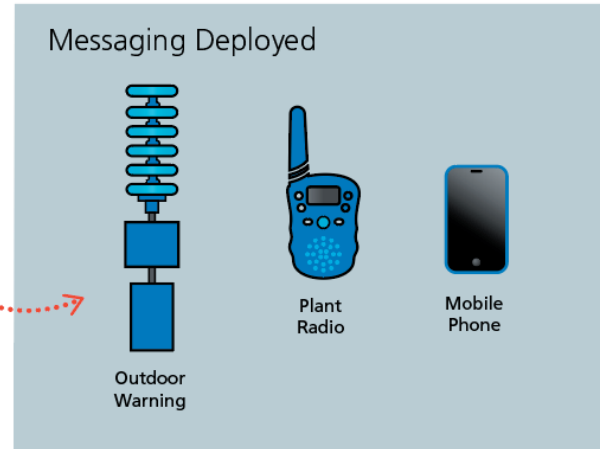 Messaging Deployed
Outdoor
Warning
Plant
Radio
Mobile
Phone